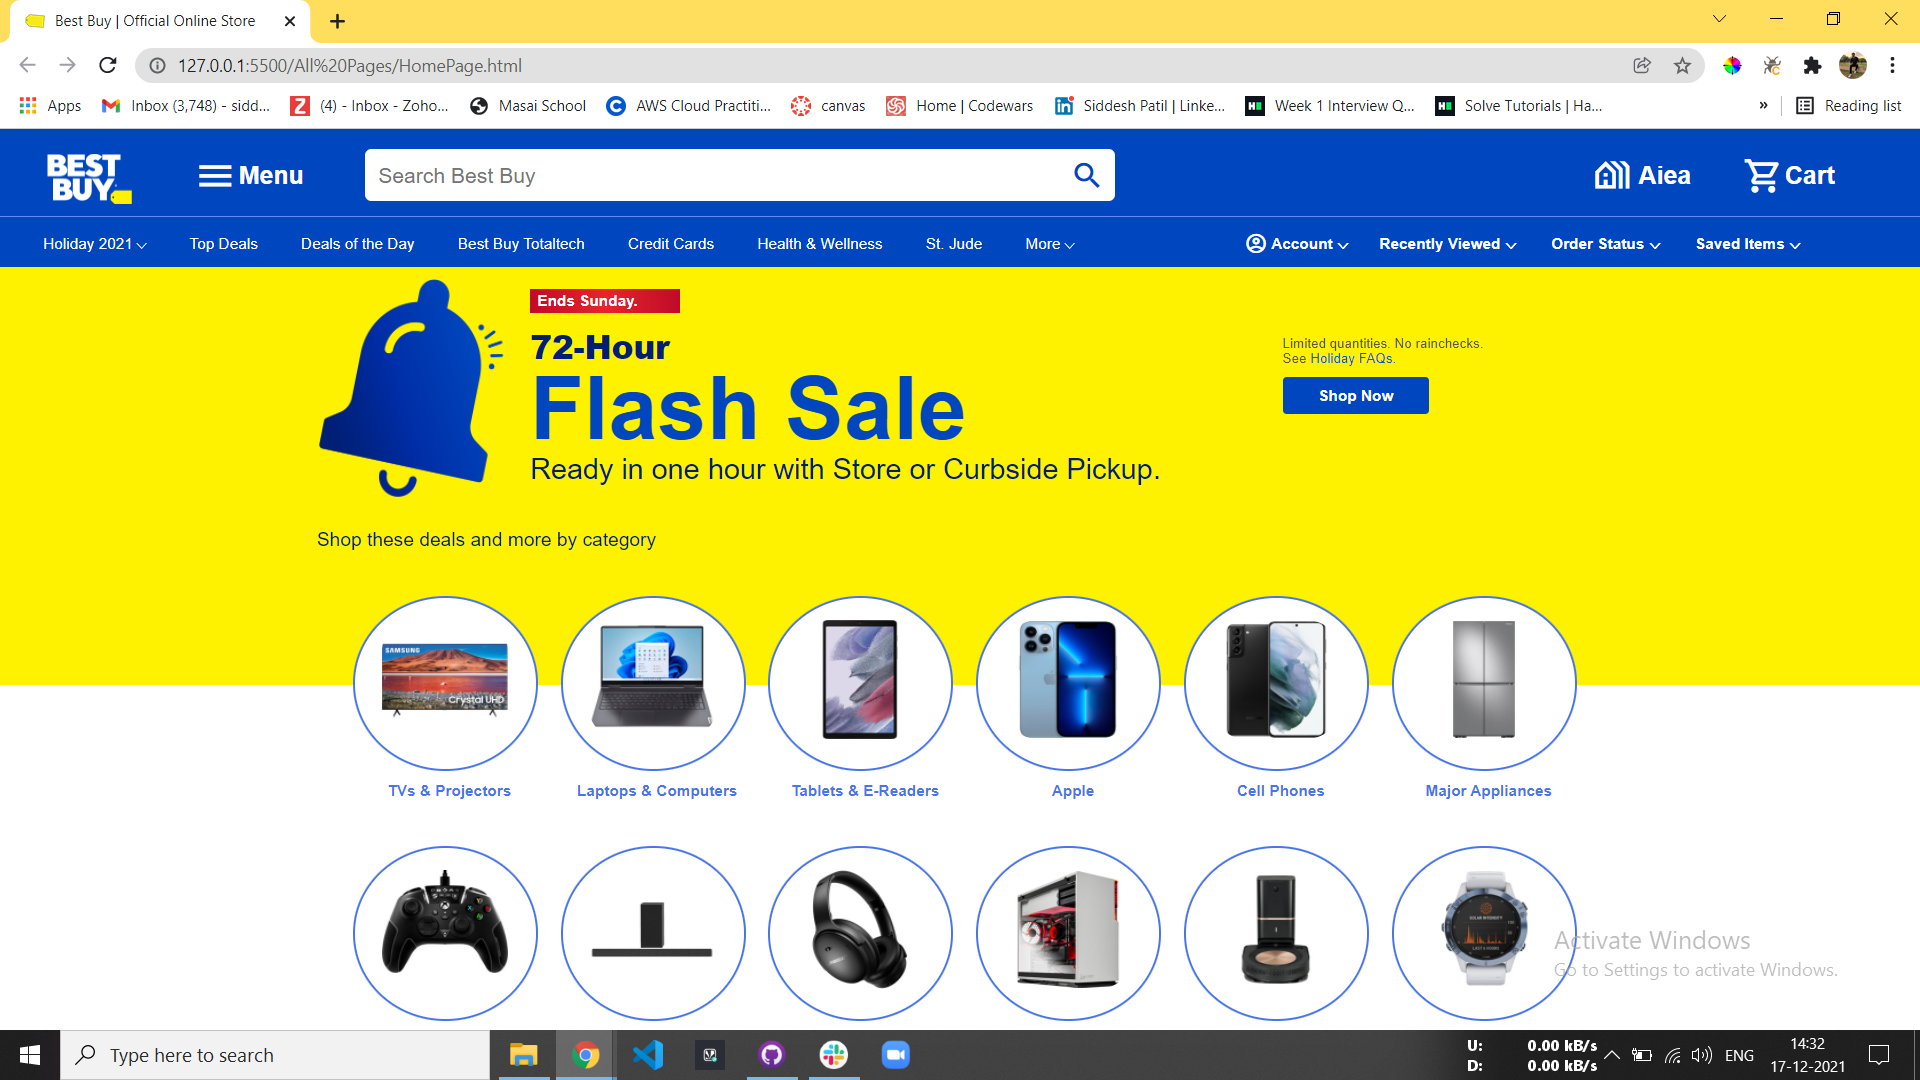 Best Buy | Official Online Store
127.0.0.1:5500/All%20Pages/HomePage.html
Apps
Inbox (3,748) - sidd...
(4) - Inbox - Zoho...
Masai School
AWS Cloud Practiti...
canvas
Home | Codewars
Siddesh Patil | Linke...
Week 1 Interview Q...
Solve Tutorials | Ha...
»
Reading list
BEST
BUY
Menu
Search Best Buy
Aiea
Cart
Holiday 2021
Top Deals
Deals of the Day
Best Buy Totaltech
Credit Cards
Health & Wellness
St. Jude
More
Account
Recently Viewed
Order Status
Saved Items
Ends Sunday.
72-Hour
Flash Sale
Ready in one hour with Store or Curbside Pickup.
Limited quantities. No rainchecks.
See Holiday FAQs.
Shop Now
Shop these deals and more by category
SAMSUNG
Crystal UHD
TVs & Projectors
Laptops & Computers
Tablets & E-Readers
Apple
Cell Phones
Major Appliances
SOLAR INTENSITY
LAST 6 HOURS
Activate Windows
Go to Settings to activate Windows.
Type here to search
U: 0.00 kB/s
D: 0.00 kB/s
ENG
14:32
17-12-2021